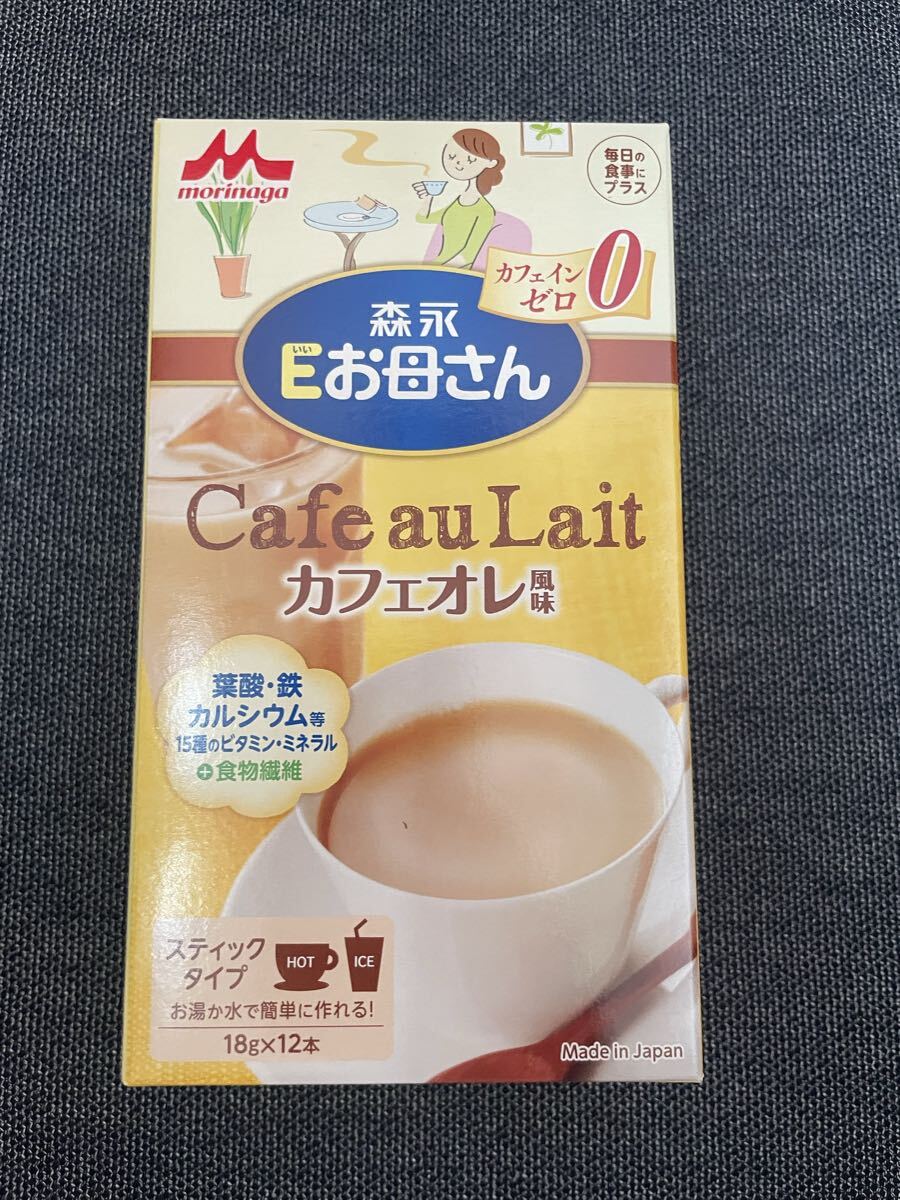 morinaga
毎日の
食事に
プラス
カフェイン
ゼロ 0
森永
いい
Eお母さん
Cafe au Lait
カフェオレ風味
葉酸・鉄
カルシウム等
15種のビタミン・ミネラル
+食物繊維
スティック
タイプ
HOT
ICE
お湯か水で簡単に作れる!
18g×12本
Made in Japan